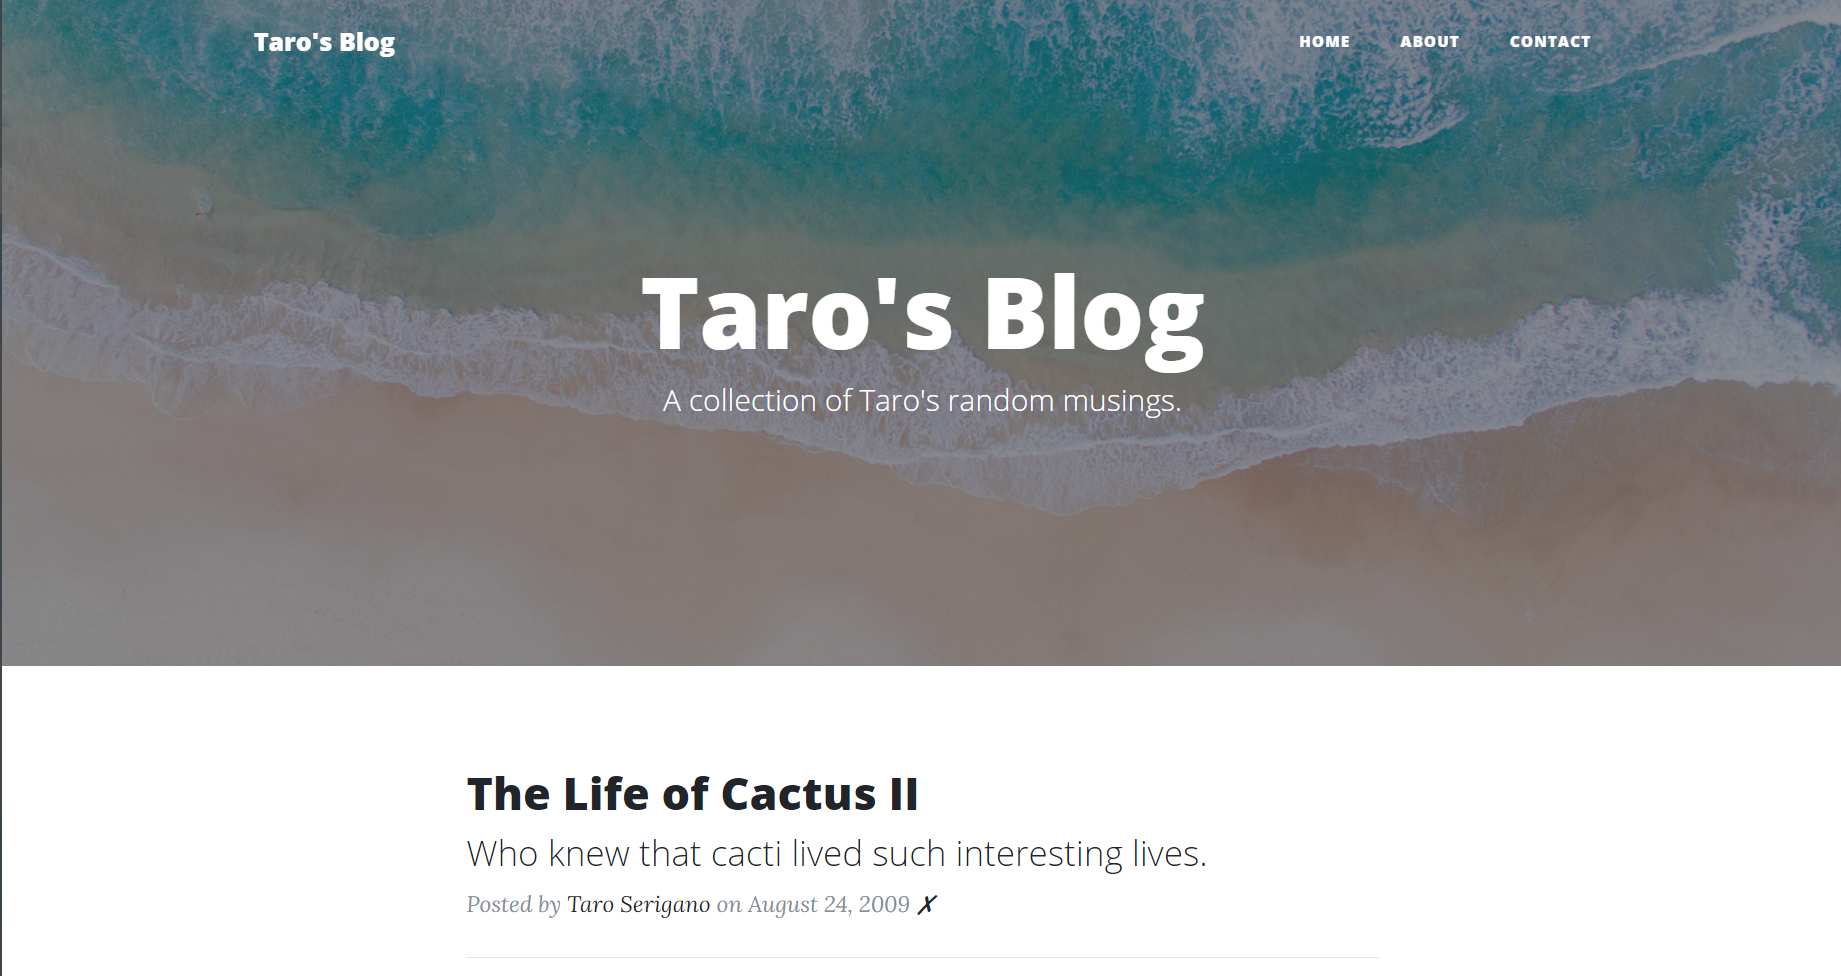 Taro's Blog
HOME ABOUT CONTACT
Taro's Blog
A collection of Taro's random musings.
The Life of Cactus II
Who knew that cacti lived such interesting lives.
Posted by Taro Serigano on August 24, 2009 ✗